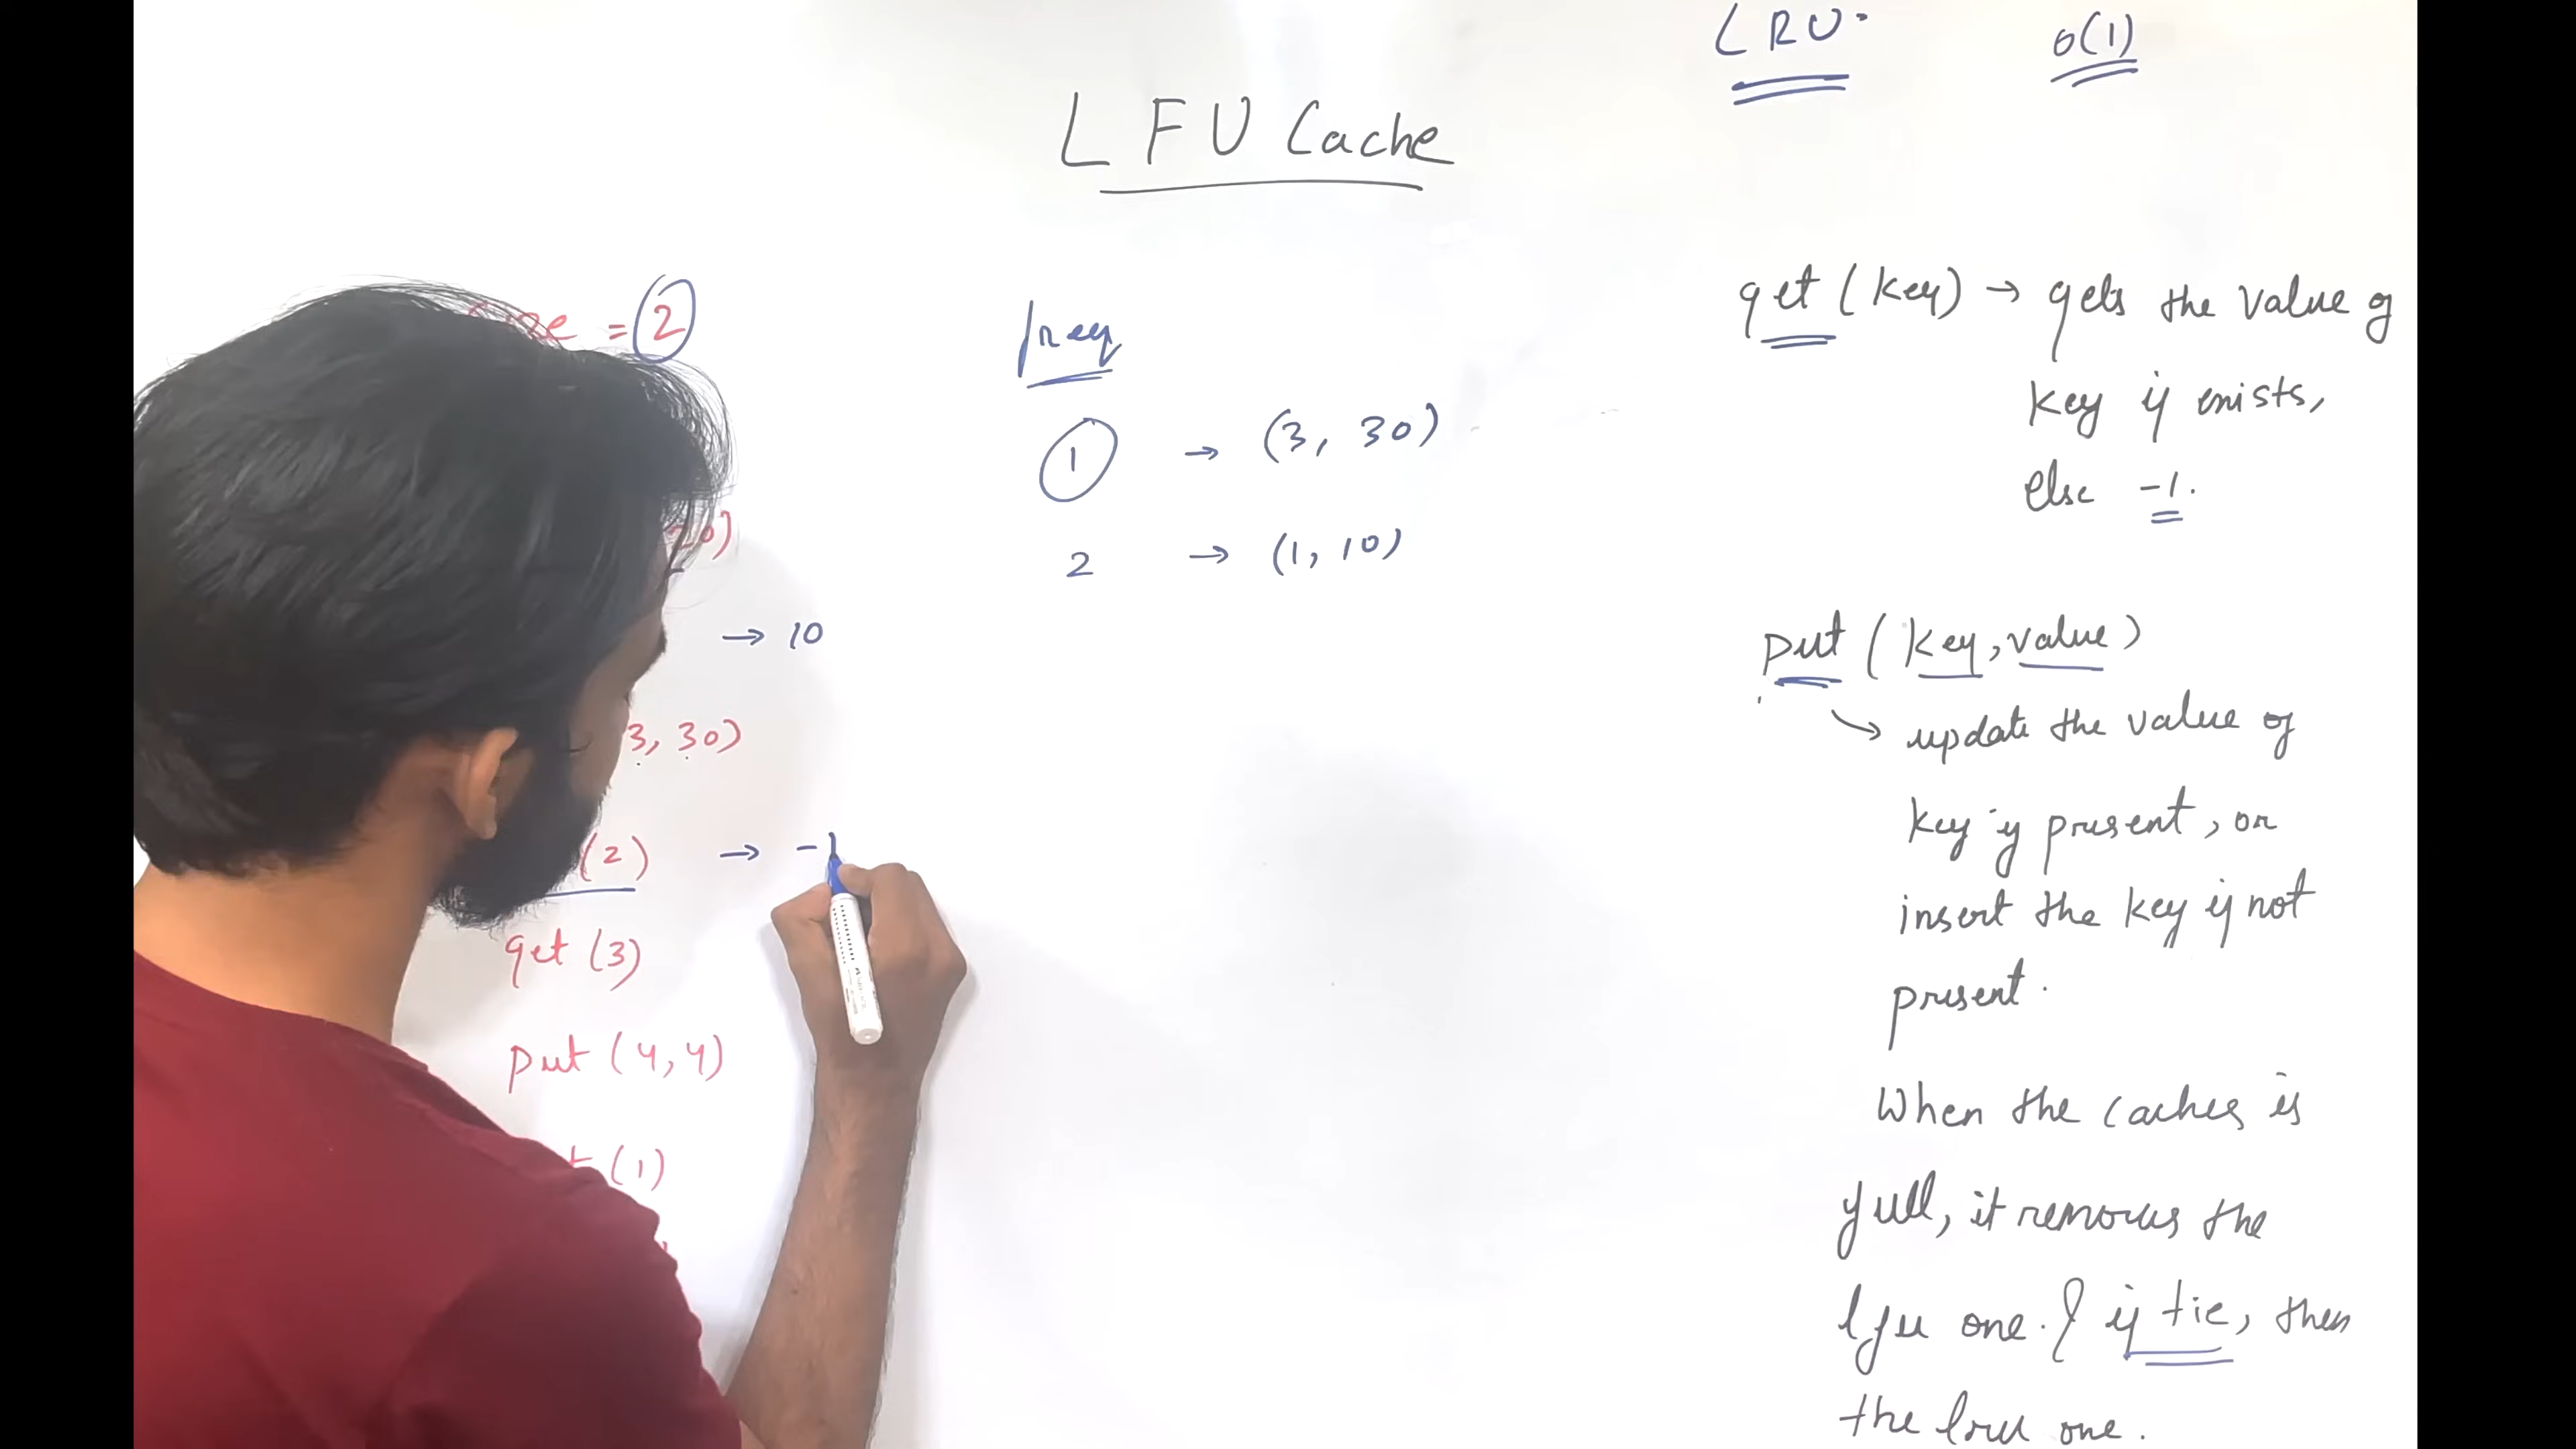 LRU.
O(1)
LFU Cache
Size = 2
freq
1 → (3, 30)
2 → (1, 10)
20)
→ 10
3, 30)
(2) → -1
get (3)
put (4, 4)
t (1)
get (key) → gets the value of
key if exists,
else -1.
put (key, value)
→ update the value of
key if present, or
insert the key if not
present.
When the caches is
full, it removes the
lfu one. & if tie, then
the lru one.